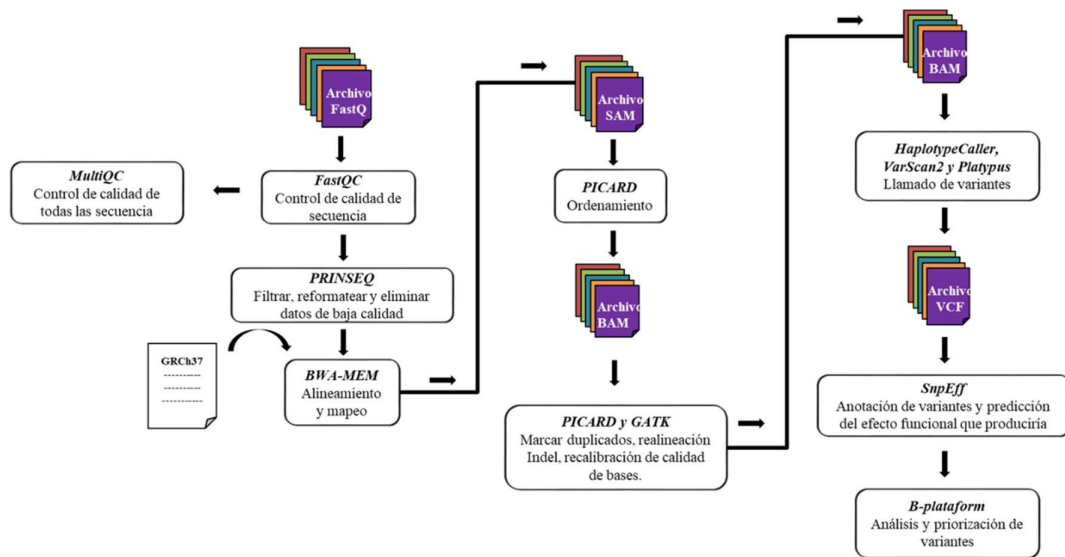 Archivo
FastQ
MultiQC
Control de calidad de
todas las secuencia
FastQC
Control de calidad de
secuencia
PRINSEQ
Filtrar, reformatear y eliminar
datos de baja calidad
GRCh37
----------
----------
----------
BWA-MEM
Alineamiento
y mapeo
Archivo
SAM
PICARD
Ordenamiento
Archivo
BAM
PICARD y GATK
Marcar duplicados, realineación
Indel, recalibración de calidad
de bases.
Archivo
BAM
HaplotypeCaller,
VarScan2 y Platypus
Llamado de variantes
Archivo
VCF
SnpEff
Anotación de variantes y predicción
del efecto funcional que produciría
B-plataform
Análisis y priorización de
variantes